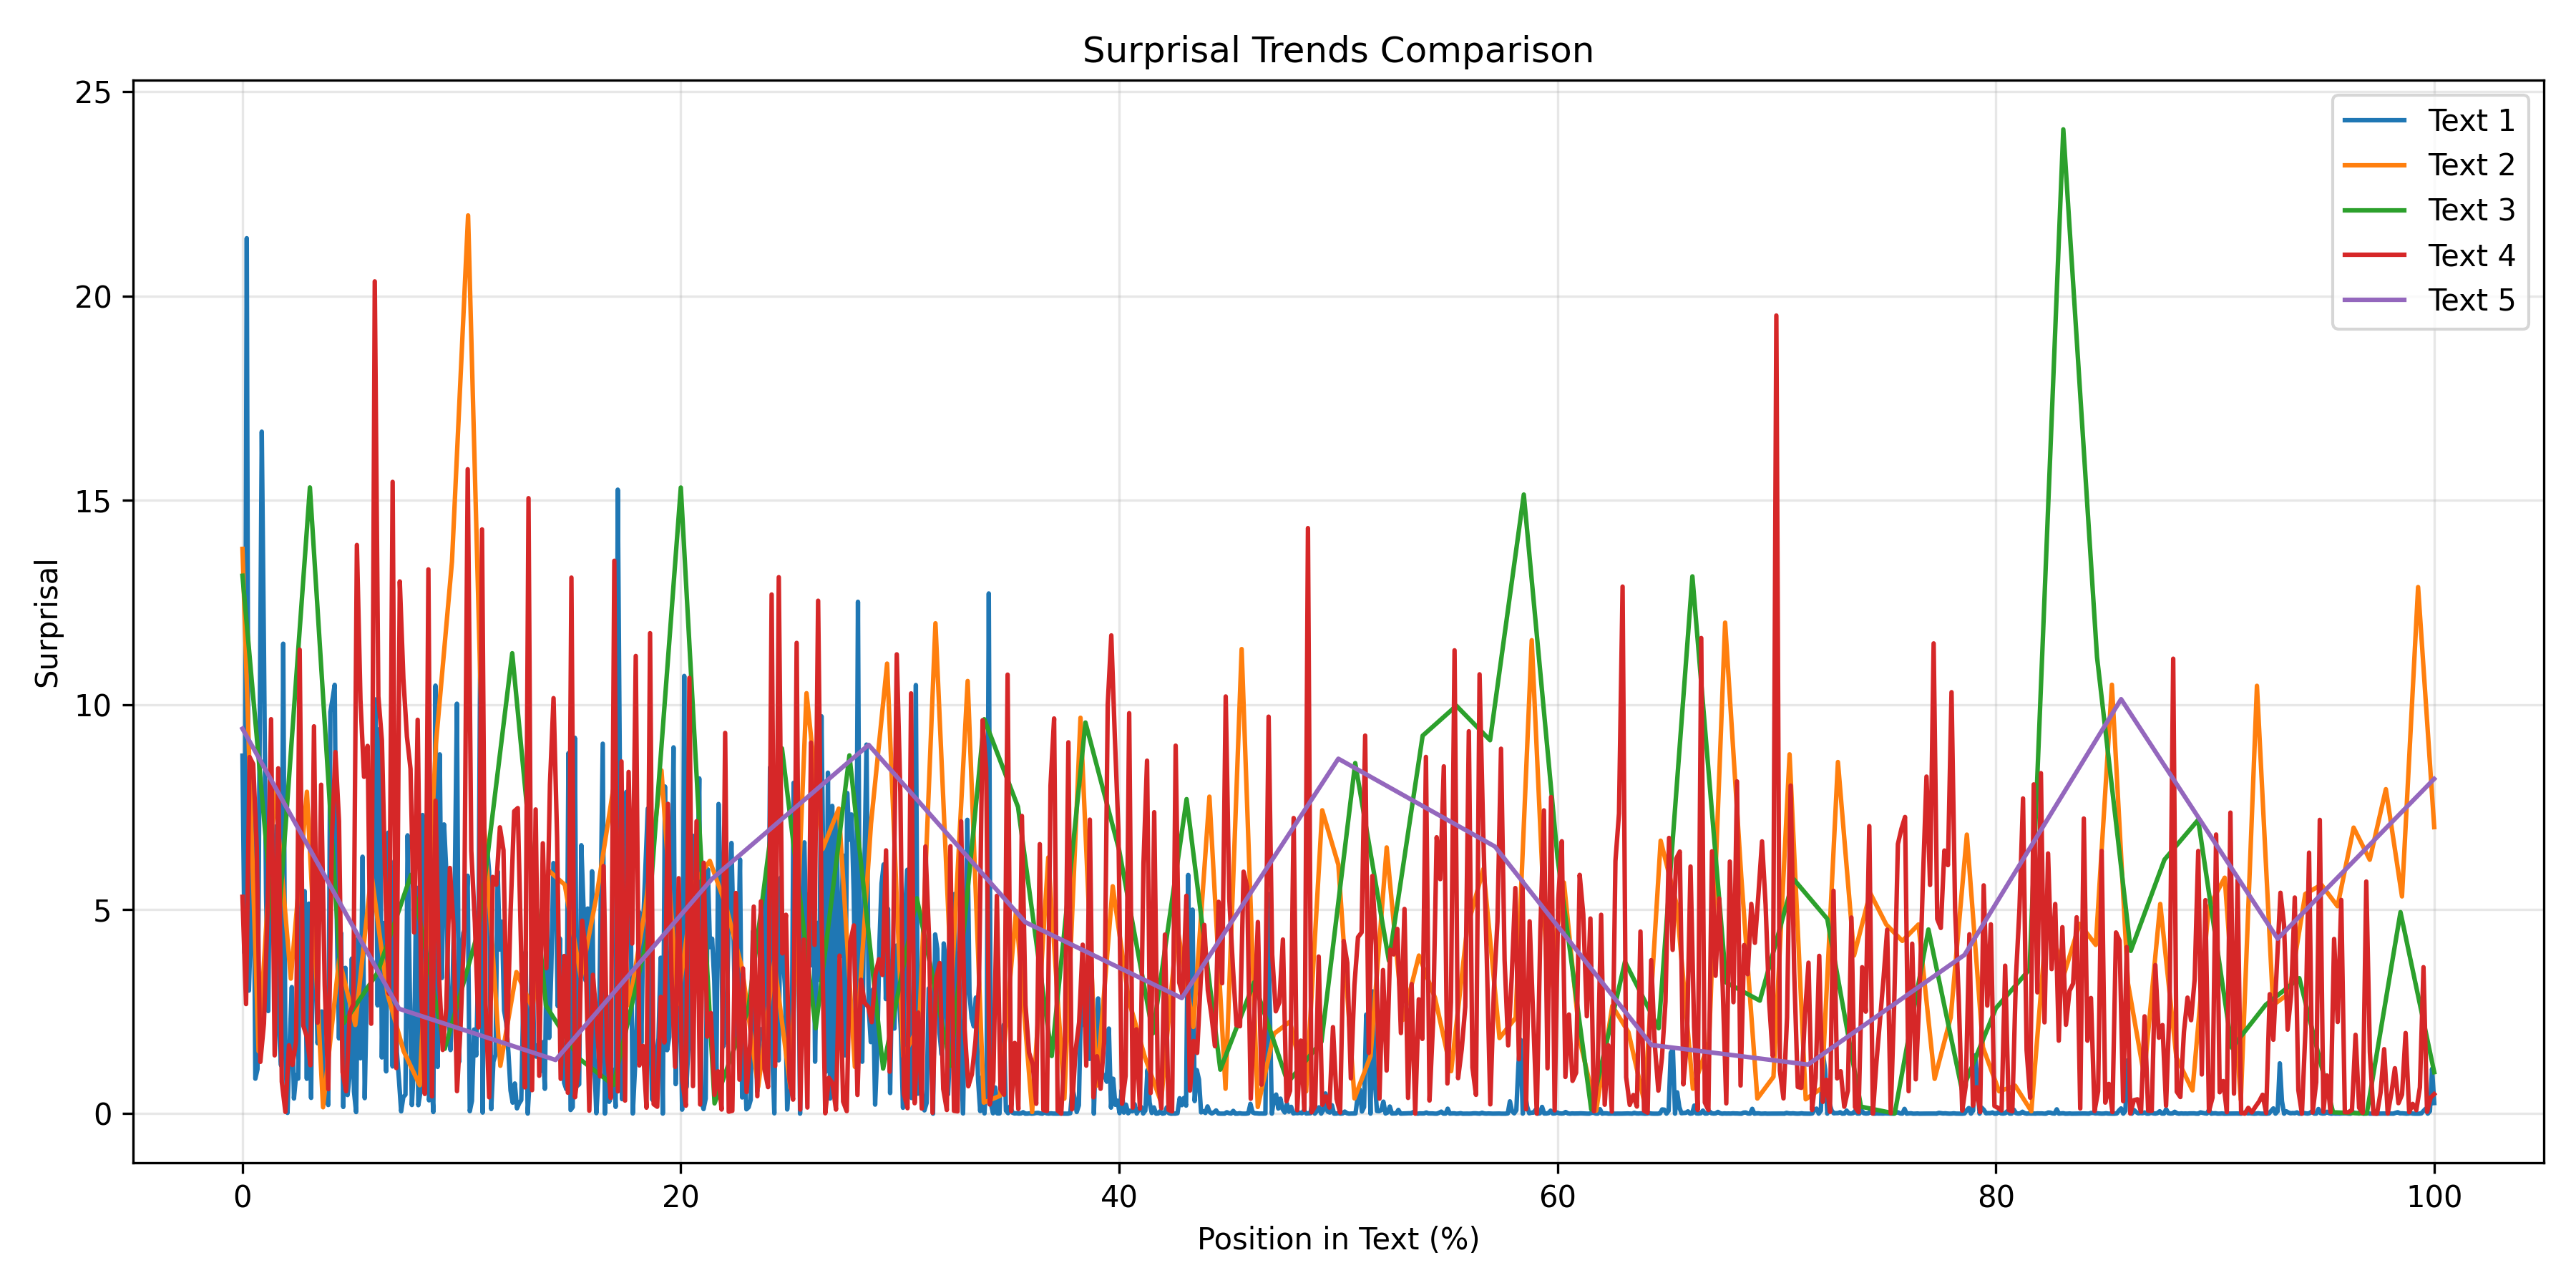 Surprisal Trends Comparison
25
20
15
10
5
0
Surprisal
0 20 40 60 80 100
Position in Text (%)
Text 1
Text 2
Text 3
Text 4
Text 5